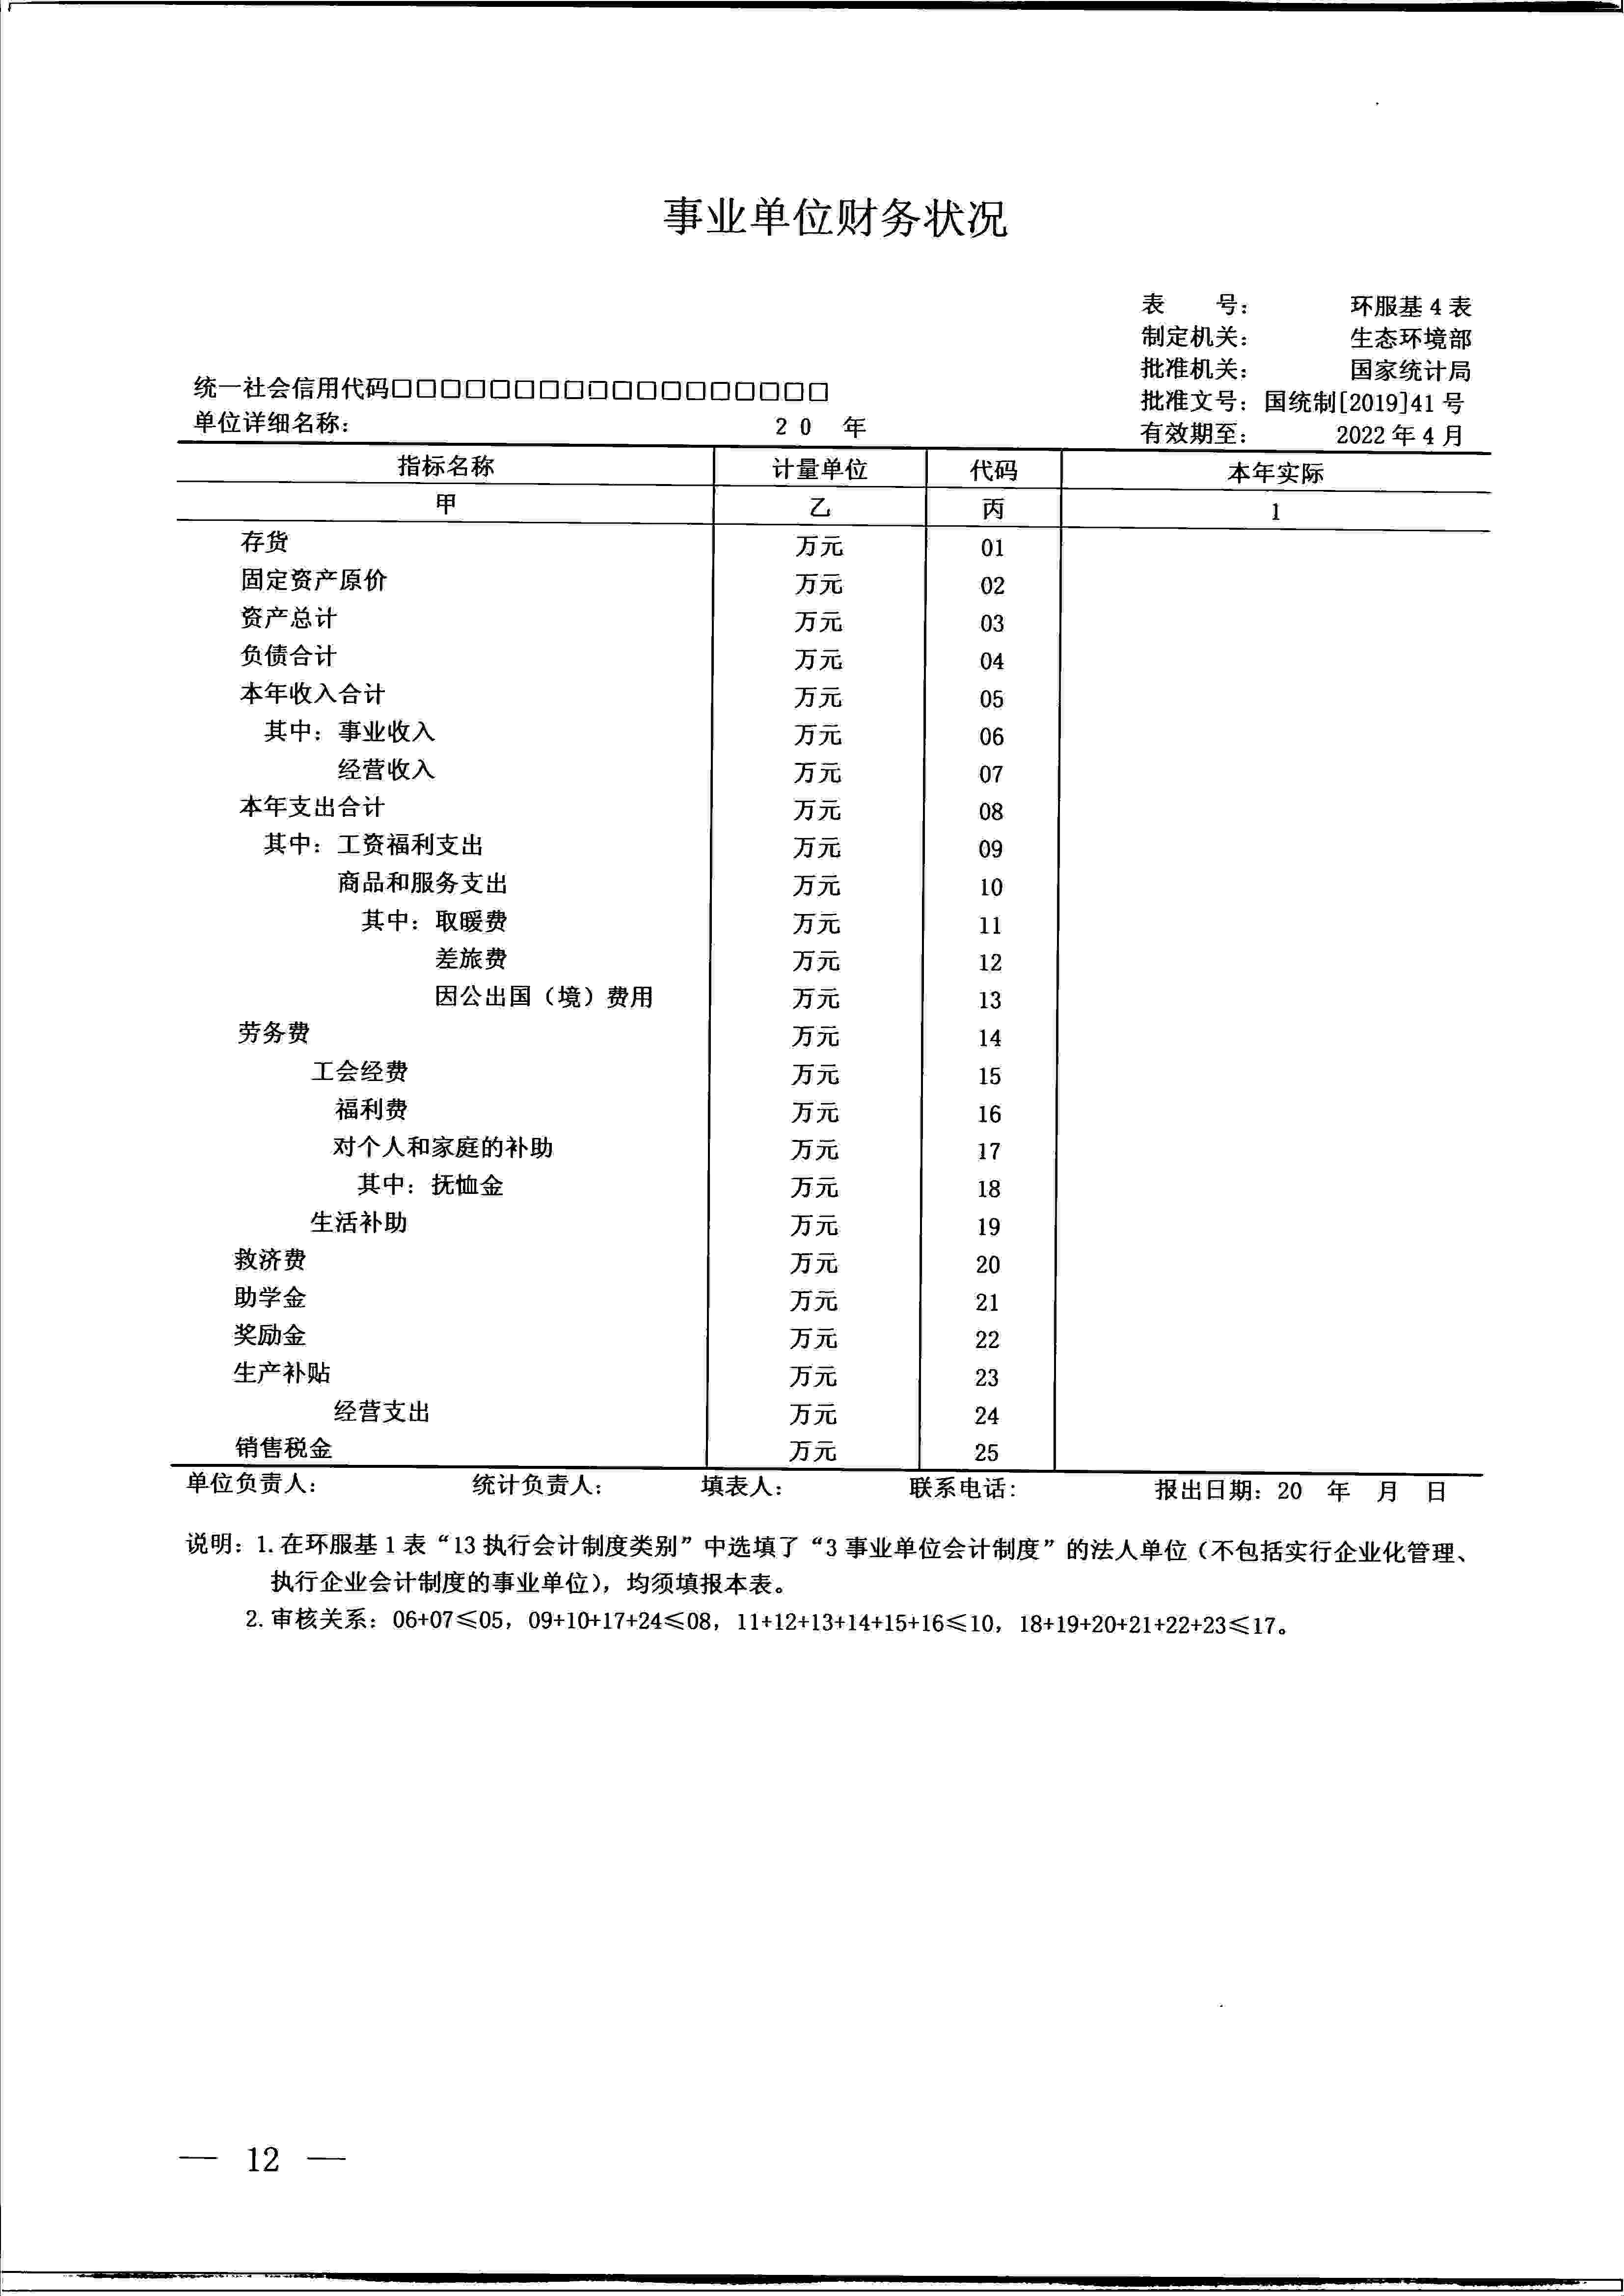 事业单位财务状况
表　　号： 环服基 4 表
制定机关： 生态环境部
批准机关： 国家统计局
统一社会信用代码□□□□□□□□□□□□□□□□□□
批准文号： 国统制[2019]41 号
单位详细名称： 2 0 年
有效期至： 2022 年 4 月
指标名称 计量单位 代码 本年实际
甲 乙 丙 1
存货 万元 01
固定资产原价 万元 02
资产总计 万元 03
负债合计 万元 04
本年收入合计 万元 05
其中：事业收入 万元 06
经营收入 万元 07
本年支出合计 万元 08
其中：工资福利支出 万元 09
商品和服务支出 万元 10
其中：取暖费 万元 11
差旅费 万元 12
因公出国（境）费用 万元 13
劳务费 万元 14
工会经费 万元 15
福利费 万元 16
对个人和家庭的补助 万元 17
其中：抚恤金 万元 18
生活补助 万元 19
救济费 万元 20
助学金 万元 21
奖励金 万元 22
生产补贴 万元 23
经营支出 万元 24
销售税金 万元 25
单位负责人： 统计负责人： 填表人： 联系电话： 报出日期：20 年 月 日
说明：1.在环服基 1 表“13 执行会计制度类别”中选填了“3 事业单位会计制度”的法人单位（不包括实行企业化管理、
执行企业会计制度的事业单位），均须填报本表。
2.审核关系：06+07≤05，09+10+17+24≤08，11+12+13+14+15+16≤10，18+19+20+21+22+23≤17。
— 12 —